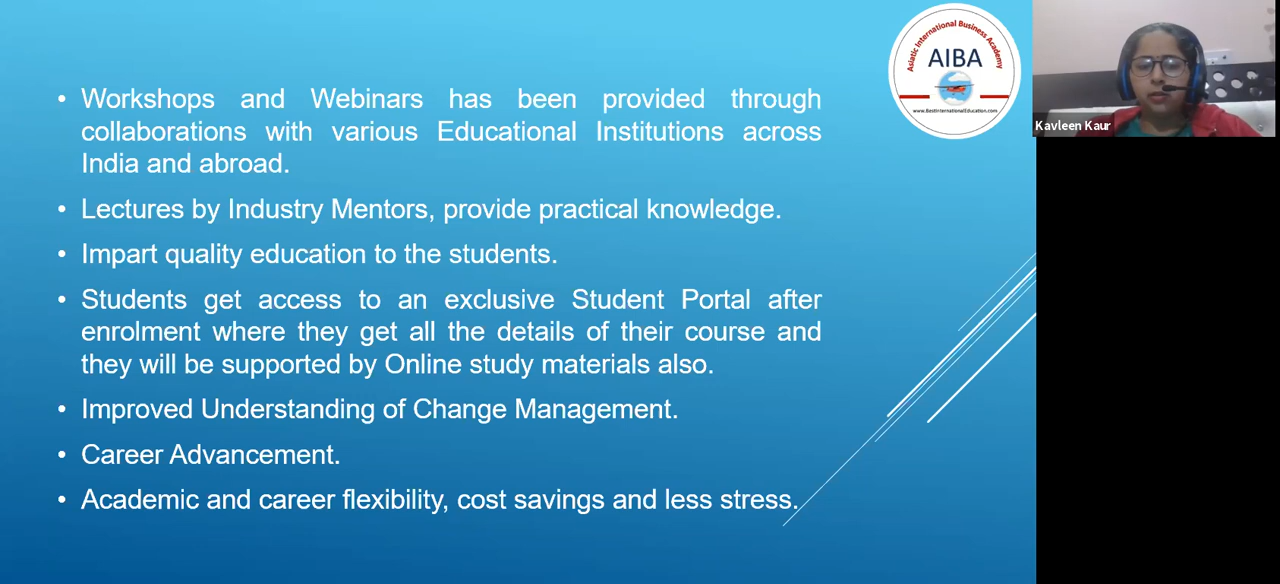 • Workshops and Webinars has been provided through
collaborations with various Educational Institutions across
India and abroad.
• Lectures by Industry Mentors, provide practical knowledge.
• Impart quality education to the students.
• Students get access to an exclusive Student Portal after
enrolment where they get all the details of their course and
they will be supported by Online study materials also.
• Improved Understanding of Change Management.
• Career Advancement.
• Academic and career flexibility, cost savings and less stress.
Asiatic International Business Academy
AIBA
www.BestInternationalEducation.com
Kavleen Kaur